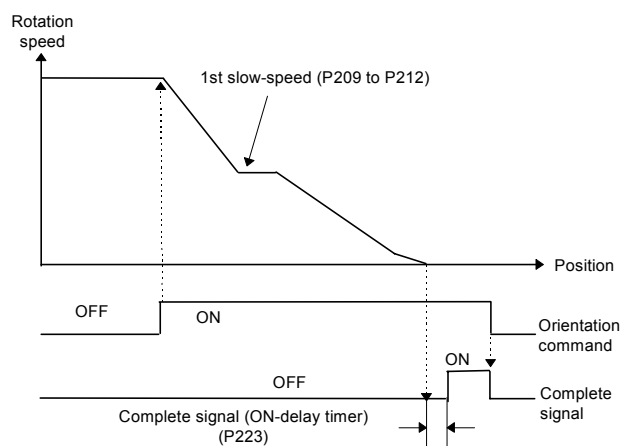 Rotation
speed
1st slow-speed (P209 to P212)
Position
OFF
ON
Orientation
command
ON
OFF
Complete
signal
Complete signal (ON-delay timer)
(P223)